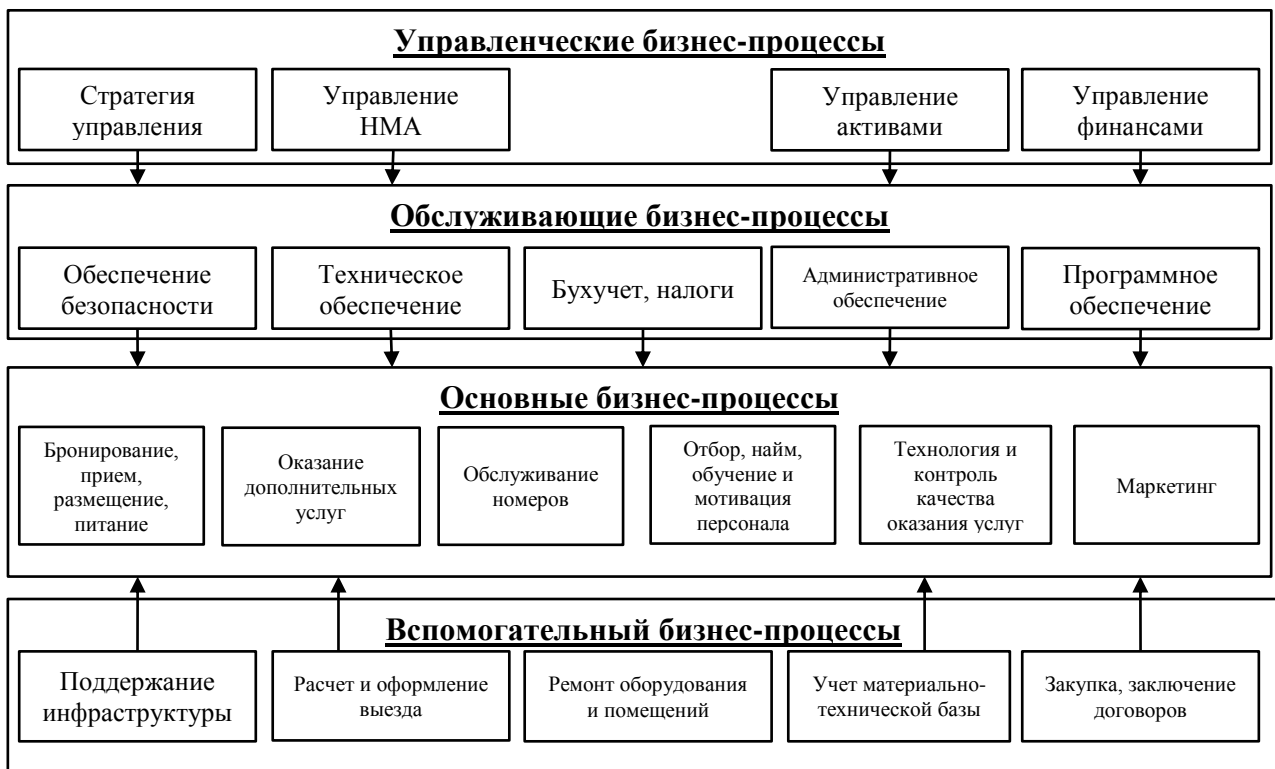 Управленческие бизнес-процессы
Стратегия
управления
Управление
НМА
Управление
активами
Управление
финансами
Обслуживающие бизнес-процессы
Обеспечение
безопасности
Техническое
обеспечение
Бухучет, налоги
Административное
обеспечение
Программное
обеспечение
Основные бизнес-процессы
Бронирование,
прием,
размещение,
питание
Оказание
дополнительных
услуг
Обслуживание
номеров
Отбор, найм,
обучение и
мотивация
персонала
Технология и
контроль
качества
оказания услуг
Маркетинг
Вспомогательный бизнес-процессы
Поддержание
инфраструктуры
Расчет и оформление
выезда
Ремонт оборудования
и помещений
Учет материально-
технической базы
Закупка, заключение
договоров